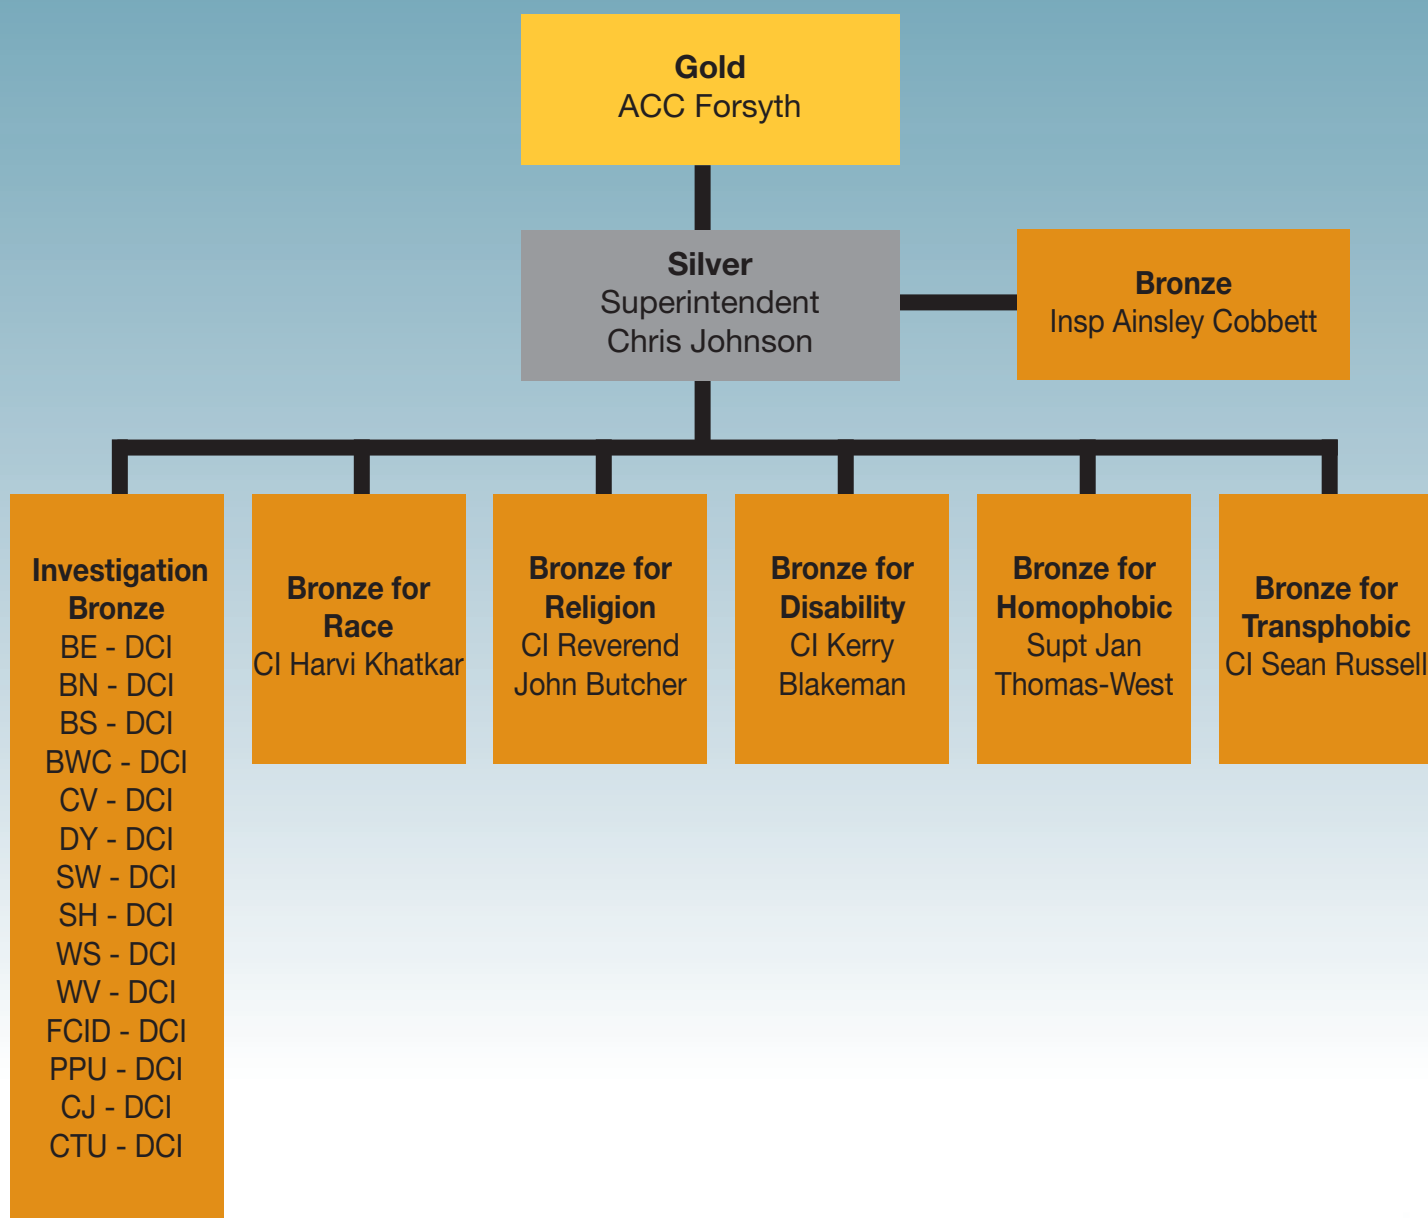 Gold
ACC Forsyth
Silver
Superintendent
Chris Johnson
Bronze
Insp Ainsley Cobbett
Investigation
Bronze
BE - DCI
BN - DCI
BS - DCI
BWC - DCI
CV - DCI
DY - DCI
SW - DCI
SH - DCI
WS - DCI
WV - DCI
FCID - DCI
PPU - DCI
CJ - DCI
CTU - DCI
Bronze for
Race
CI Harvi Khatkar
Bronze for
Religion
CI Reverend
John Butcher
Bronze for
Disability
CI Kerry
Blakeman
Bronze for
Homophobic
Supt Jan
Thomas-West
Bronze for
Transphobic
CI Sean Russell